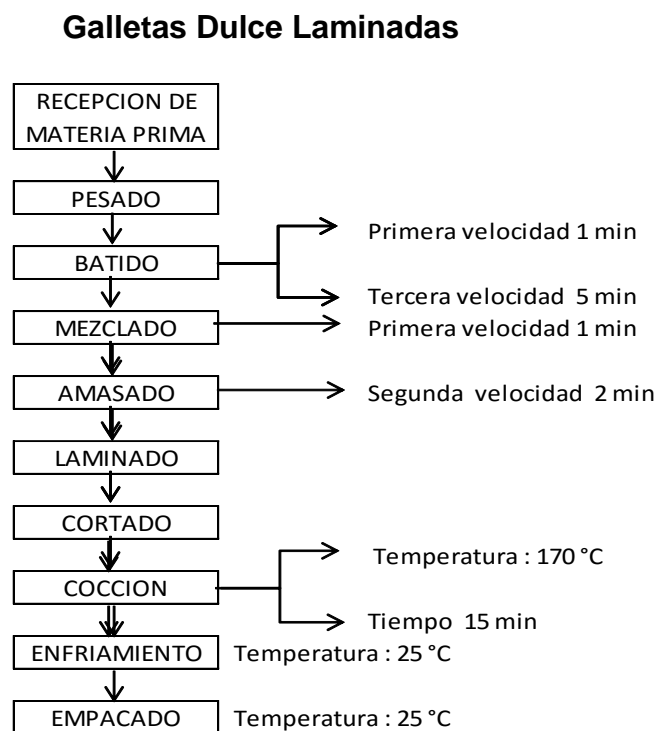 Galletas Dulce Laminadas
RECEPCION DE
MATERIA PRIMA
PESADO
Primera velocidad 1 min
BATIDO
Tercera velocidad 5 min
MEZCLADO
Primera velocidad 1 min
AMASADO
Segunda velocidad 2 min
LAMINADO
CORTADO
Temperatura : 170 °C
COCCION
Tiempo 15 min
ENFRIAMIENTO
Temperatura : 25 °C
EMPACADO
Temperatura : 25 °C